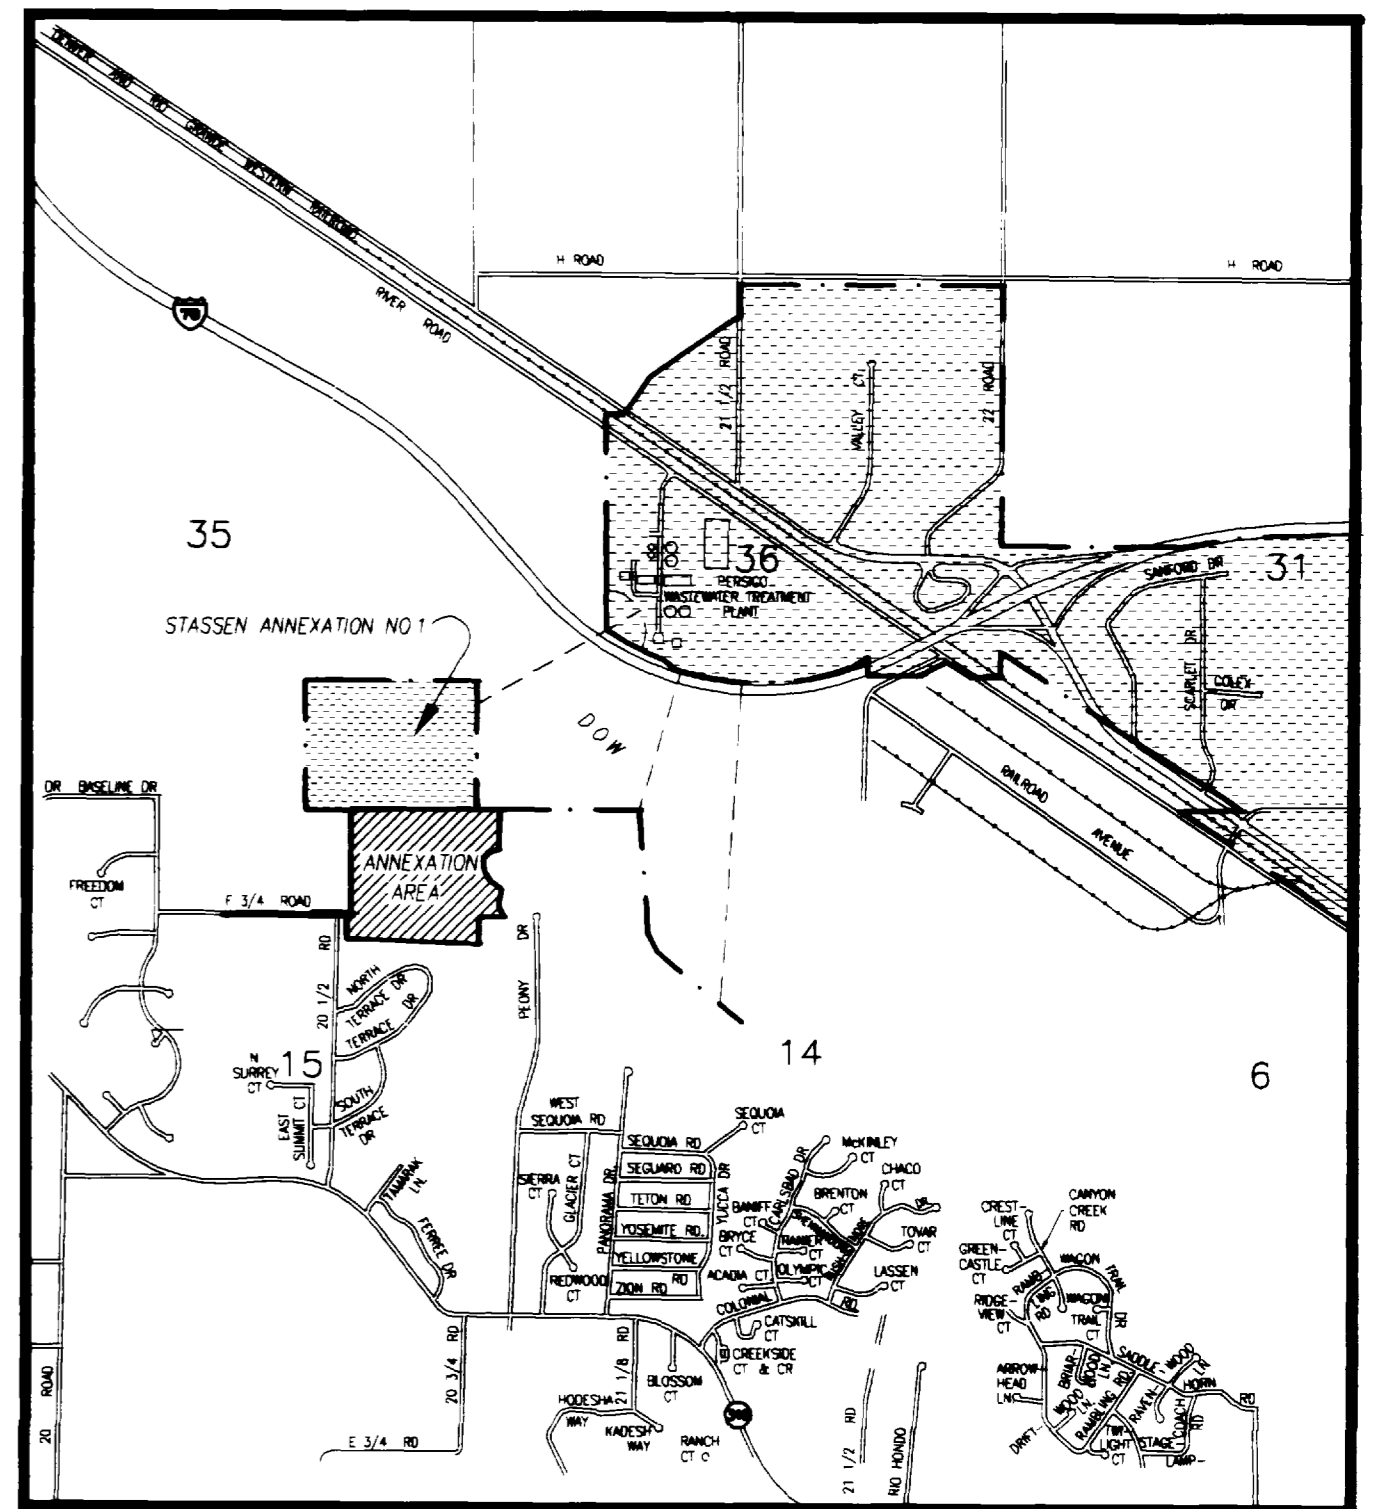 DENVER AND RIO GRANDE WESTERN RAILROAD
RIVER ROAD
70
H ROAD
H ROAD
21 1/2 ROAD
VALLEY CT
22 ROAD
35
36
PERSIGO
WASTEWATER TREATMENT
PLANT
31
SANFORD DR
SCARLET DR
COLEX
DR
STASSEN ANNEXATION NO 1
DOW
RAILROAD AVENUE
DR
BASELINE DR
FREEDOM
CT
F 3/4 ROAD
ANNEXATION
AREA
20 1/2 RD
NORTH
TERRACE DR
TERRACE DR
SOUTH
TERRACE
DR
PEONY DR
15
14
6
N
SURREY
CT
EAST
SUMMIT CT
TAMARAK
LN.
FERREE DR
WEST
SEQUOIA RD
SEQUOIA
CT
SEQUOIA RD
SEGUARO RD
TETON RD
YOSEMITE RD.
YELLOWSTONE
RD
ZION RD
SIERRA
CT
GLACIER CT
PANORAMA DR
YUCCA DR
REDWOOD
CT
McKINLEY
CT
CARLSBAD DR
CHACO
CT
BRENTON
CT
BANIFF
CT
BRYCE
CT
RANIER
CT
DR
TOVAR
CT
ACADIA CT
OLYMPIC
CT
LASSEN
CT
COLONIAL
RD.
CATSKILL
CT
CREEKSIDE
CT & CR
BLOSSOM
CT
340
20 3/4 RD
21 1/8 RD
HODESHA
WAY
KADESH
WAY
RANCH
CT
E 3/4 RD
20 ROAD
21 1/2 RD
RIO HONDO
CANYON
CREEK
RD
CREST-
LINE
CT
GREEN-
CASTLE
CT
WAGON TRAIL
DR
RAMB
LING
RD
WAGON
TRAIL
CT
RIDGE-
VIEW
CT
ARROW-
HEAD
LN
BRIAR-
WOOD
LN
SADDLE-
HORN
RD
WOOD
LN
RAVEN-
DRIFT-
WOOD
LN.
RAMBLING RD.
TWI-
LIGHT
CT
STAGE
COACH
RD
LAMP-